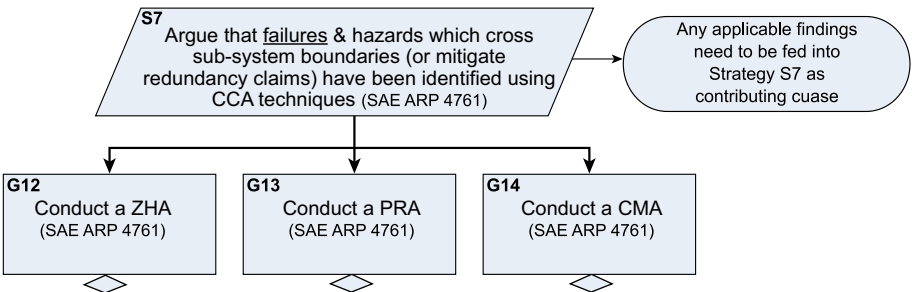 S7
Argue that failures & hazards which cross
sub-system boundaries (or mitigate
redundancy claims) have been identified using
CCA techniques (SAE ARP 4761)
Any applicable findings
need to be fed into
Strategy S7 as
contributing cuase
G12
Conduct a ZHA
(SAE ARP 4761)
G13
Conduct a PRA
(SAE ARP 4761)
G14
Conduct a CMA
(SAE ARP 4761)